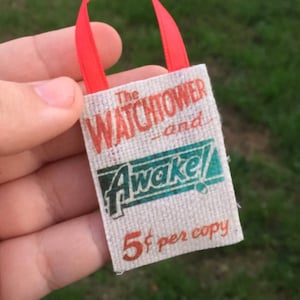 The
WATCHTOWER
and
Awake!
5¢ per copy